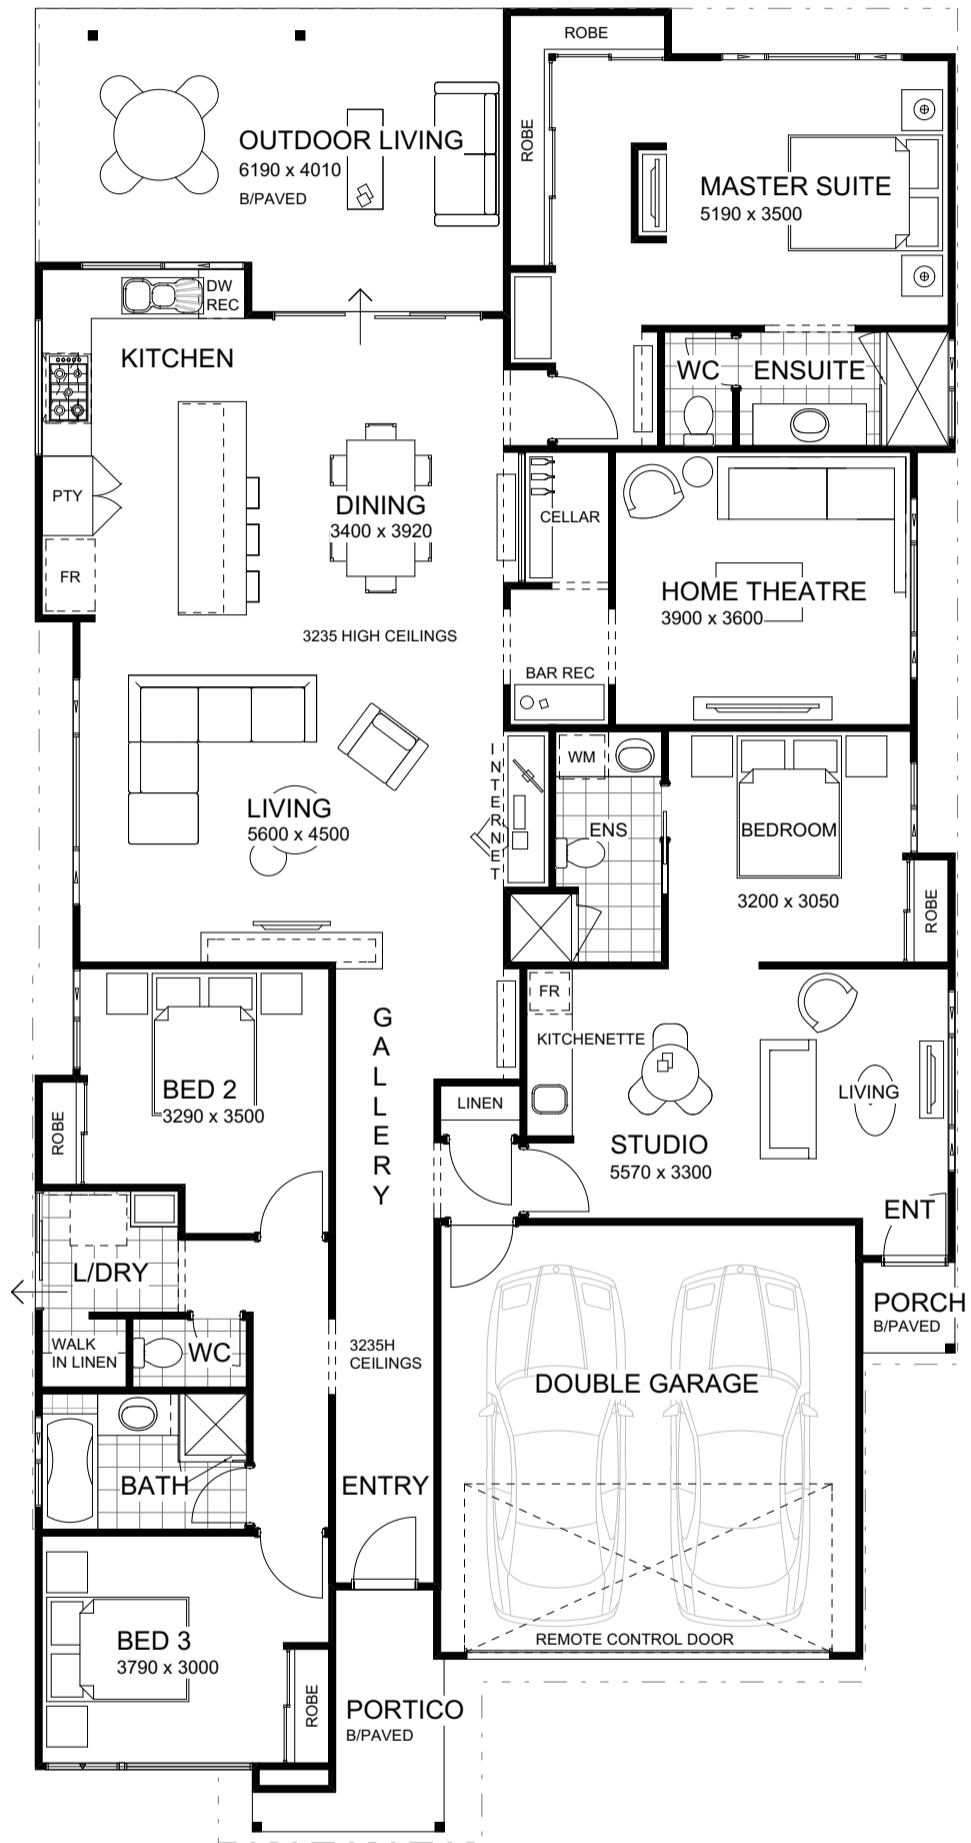 ROBE
ROBE
OUTDOOR LIVING
6190 x 4010
B/PAVED
MASTER SUITE
5190 x 3500
DW
REC
KITCHEN
WC
ENSUITE
PTY
DINING
3400 x 3920
CELLAR
FR
HOME THEATRE
3900 x 3600
3235 HIGH CEILINGS
BAR REC
INTERNET
WM
LIVING
5600 x 4500
ENS
BEDROOM
3200 x 3050
ROBE
FR
GALLERY
KITCHENETTE
BED 2
3290 x 3500
LINEN
LIVING
ROBE
STUDIO
5570 x 3300
ENT
L/DRY
PORCH
B/PAVED
WALK
IN LINEN
WC
3235H
CEILINGS
DOUBLE GARAGE
BATH
ENTRY
BED 3
3790 x 3000
REMOTE CONTROL DOOR
ROBE
PORTICO
B/PAVED